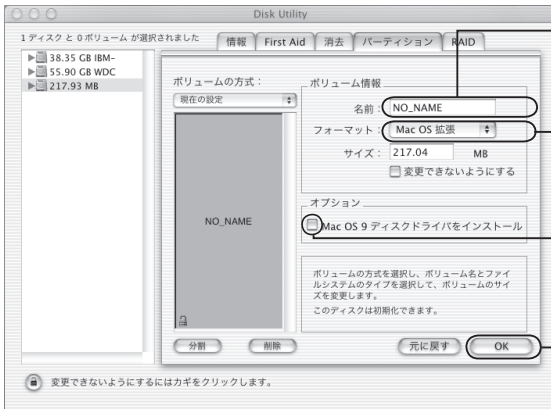 Disk Utility
1 ディスク と 0 ボリューム が選択されました
情報
First Aid
消去
パーティション
RAID
38.35 GB IBM-
55.90 GB WDC
217.93 MB
ボリュームの方式：
現在の設定
NO_NAME
分割
削除
ボリューム情報
名前：
NO_NAME
フォーマット：
Mac OS 拡張
サイズ：
217.04
MB
変更できないようにする
オプション
Mac OS 9 ディスクドライバをインストール
ボリュームの方式を選択し、ボリューム名とファイ
ルシステムのタイプを選択して、ボリュームのサイ
ズを変更します。
このディスクは初期化できます。
元に戻す
OK
変更できないようにするにはカギをクリックします。